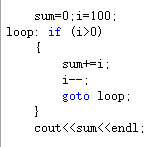 sum=0;i=100;
loop: if (i>0)
{
sum+=i;
i--;
goto loop;
}
cout<<sum<<endl;